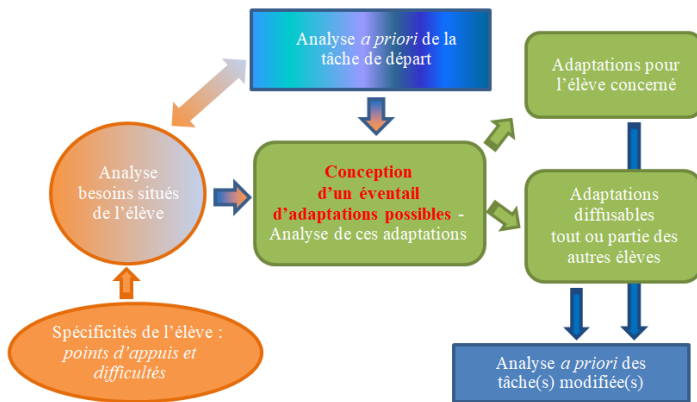 Analyse a priori de la
tâche de départ
Adaptations pour
l'élève concerné
Analyse
besoins situés
de l'élève
Conception
d'un éventail
d'adaptations possibles -
Analyse de ces adaptations
Adaptations
diffusables
tout ou partie des
autres élèves
Spécificités de l'élève :
points d'appuis et
difficultés
Analyse a priori des
tâche(s) modifiée(s)